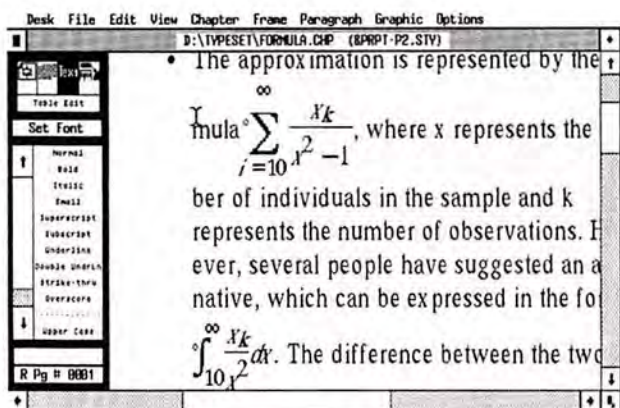 Desk File Edit View Chapter Frame Paragraph Graphic Options
D:\TYPESET\FORMULA.CHP (&PRPT-P2.STY)
Text
Table Edit
Set Font
Normal
Bold
Italic
Small
Superscript
Subscript
Underline
Double Undrln
Strike-thru
Overscore
Upper Case
R Pg # 0001
• The approximation is represented by the
mula° ∞ ∑ i=10 xk / x² −1, where x represents the
ber of individuals in the sample and k
represents the number of observations. H
ever, several people have suggested an a
native, which can be expressed in the fo
° ∫ ∞ 10 xk / x² dx. The difference between the two